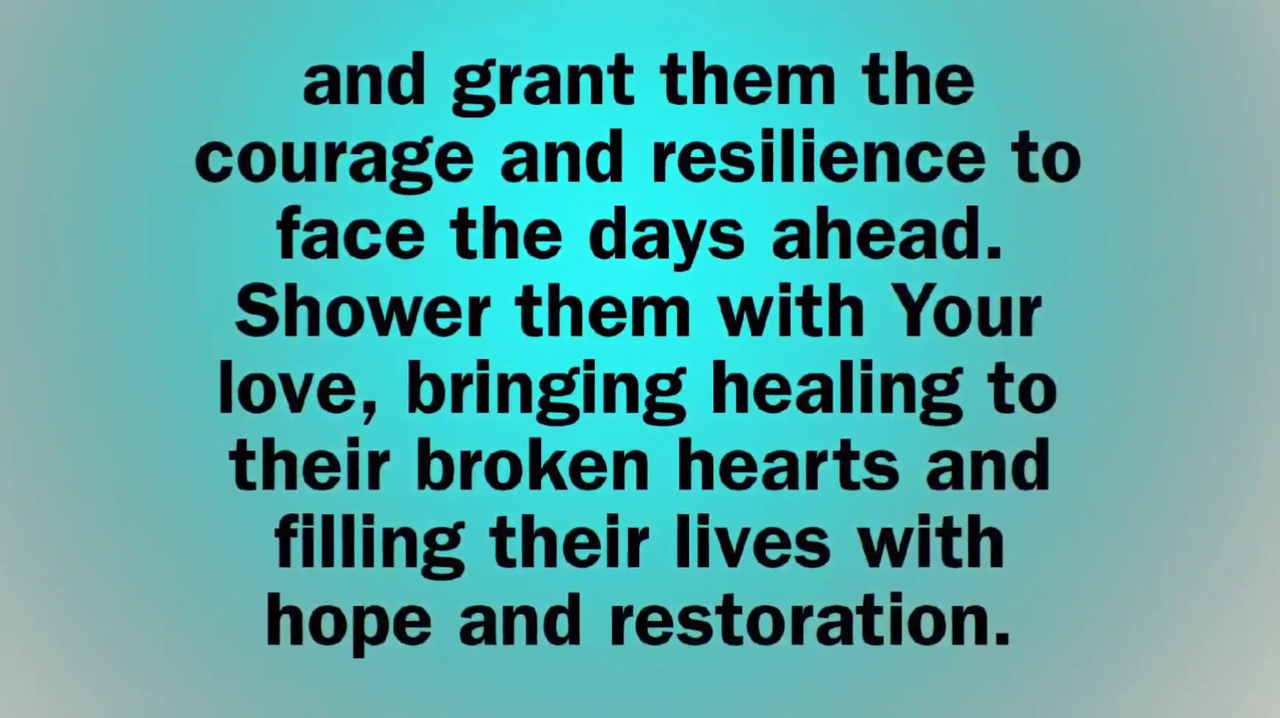 and grant them the
courage and resilience to
face the days ahead.
Shower them with Your
love, bringing healing to
their broken hearts and
filling their lives with
hope and restoration.